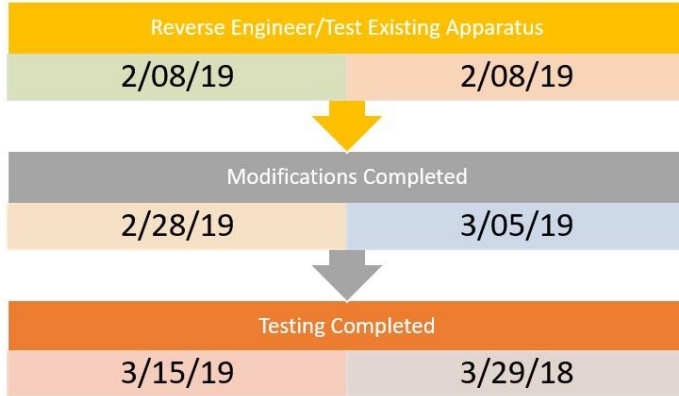 Reverse Engineer/Test Existing Apparatus
2/08/19 2/08/19
Modifications Completed
2/28/19 3/05/19
Testing Completed
3/15/19 3/29/18